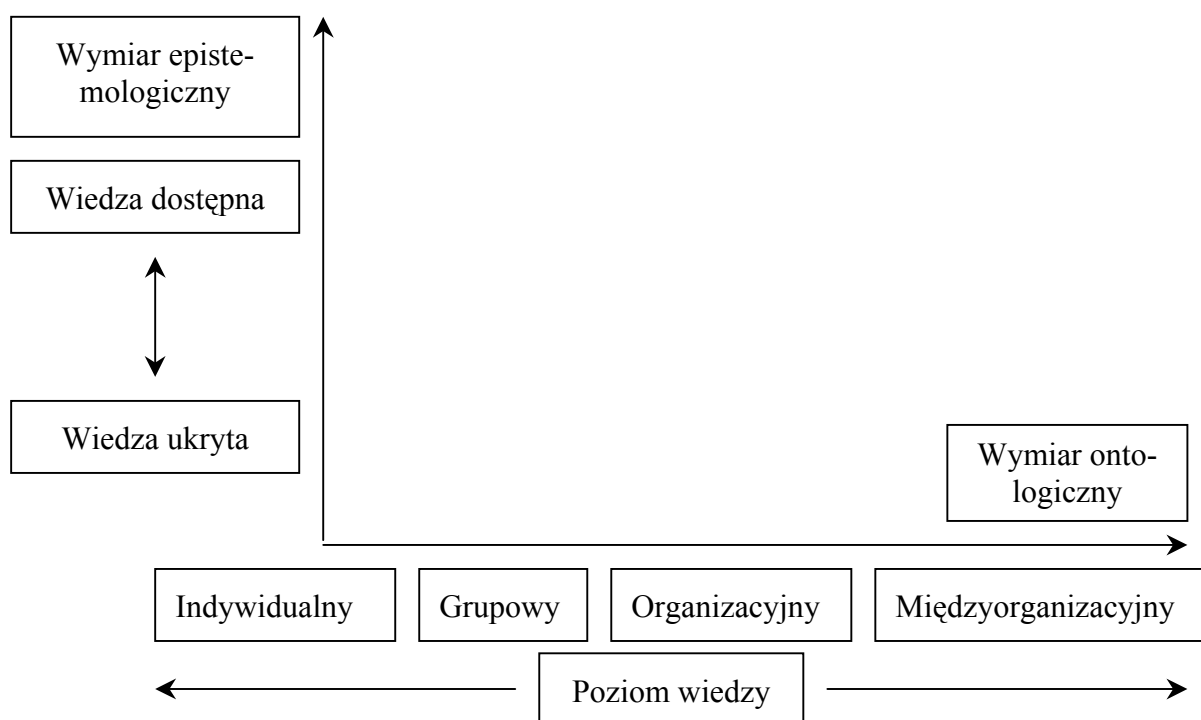 Wymiar episte-
mologiczny
Wiedza dostępna
Wiedza ukryta
Wymiar onto-
logiczny
Indywidualny
Grupowy
Organizacyjny
Międzyorganizacyjny
Poziom wiedzy